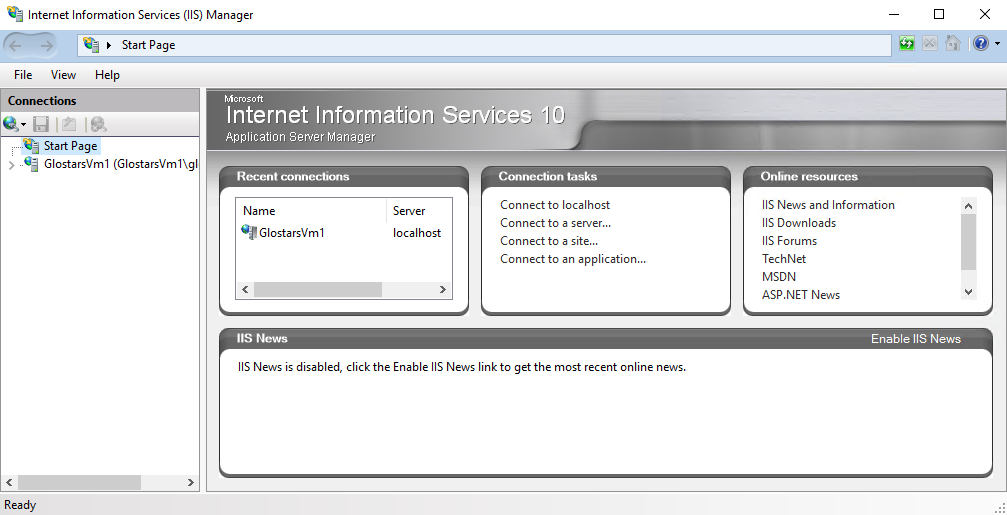 Internet Information Services (IIS) Manager
Start Page
File View Help
Connections
Start Page
GlostarsVm1 (GlostarsVm1\gl
Microsoft
Internet Information Services 10
Application Server Manager
Recent connections
Name Server
GlostarsVm1 localhost
Connection tasks
Connect to localhost
Connect to a server...
Connect to a site...
Connect to an application...
Online resources
IIS News and Information
IIS Downloads
IIS Forums
TechNet
MSDN
ASP.NET News
IIS News
Enable IIS News
IIS News is disabled, click the Enable IIS News link to get the most recent online news.
Ready